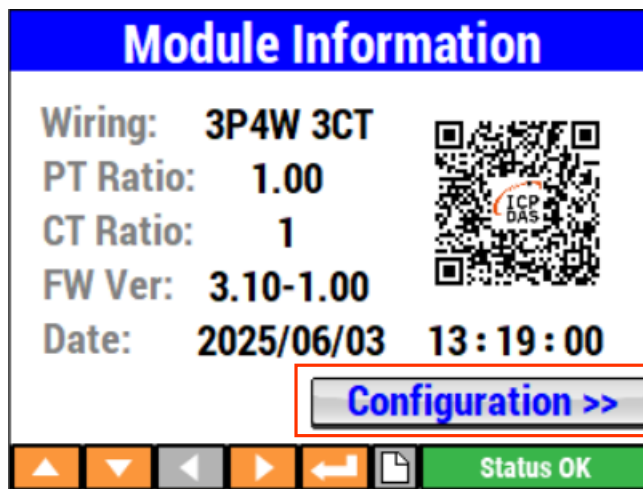 Module Information
Wiring: 3P4W 3CT
PT Ratio: 1.00
CT Ratio: 1
FW Ver: 3.10-1.00
Date: 2025/06/03 13:19:00
ICP
DAS
Configuration >>
Status OK